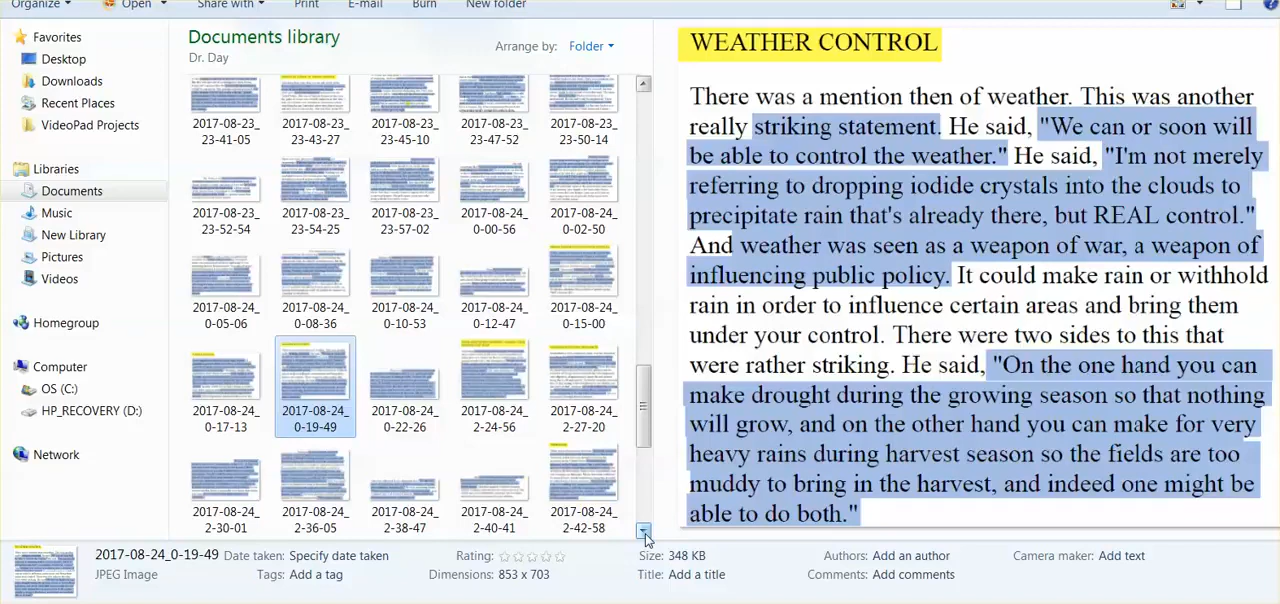 Organize
Open
Share with
Print
E-mail
Burn
New folder
Favorites
Desktop
Downloads
Recent Places
VideoPad Projects
Libraries
Documents
Music
New Library
Pictures
Videos
Homegroup
Computer
OS (C:)
HP_RECOVERY (D:)
Network
Documents library
Dr. Day
Arrange by: Folder
2017-08-23_ 2017-08-23_ 2017-08-23_ 2017-08-23_ 2017-08-23_
23-41-05 23-43-27 23-45-10 23-47-52 23-50-14
2017-08-23_ 2017-08-23_ 2017-08-23_ 2017-08-24_ 2017-08-24_
23-52-54 23-54-25 23-57-02 0-00-56 0-02-50
2017-08-24_ 2017-08-24_ 2017-08-24_ 2017-08-24_ 2017-08-24_
0-05-06 0-08-36 0-10-53 0-12-47 0-15-00
2017-08-24_ 2017-08-24_ 2017-08-24_ 2017-08-24_ 2017-08-24_
0-17-13 0-19-49 0-22-26 2-24-56 2-27-20
2017-08-24_ 2017-08-24_ 2017-08-24_ 2017-08-24_ 2017-08-24_
2-30-01 2-36-05 2-38-47 2-40-41 2-42-58
WEATHER CONTROL
There was a mention then of weather. This was another
really striking statement. He said, "We can or soon will
be able to control the weather." He said, "I'm not merely
referring to dropping iodide crystals into the clouds to
precipitate rain that's already there, but REAL control."
And weather was seen as a weapon of war, a weapon of
influencing public policy. It could make rain or withhold
rain in order to influence certain areas and bring them
under your control. There were two sides to this that
were rather striking. He said, "On the one hand you can
make drought during the growing season so that nothing
will grow, and on the other hand you can make for very
heavy rains during harvest season so the fields are too
muddy to bring in the harvest, and indeed one might be
able to do both."
2017-08-24_0-19-49 Date taken: Specify date taken
JPEG Image
Tags: Add a tag
Rating:
Dimensions: 853 x 703
Size: 348 KB
Title: Add a title
Authors: Add an author
Comments: Add comments
Camera maker: Add text